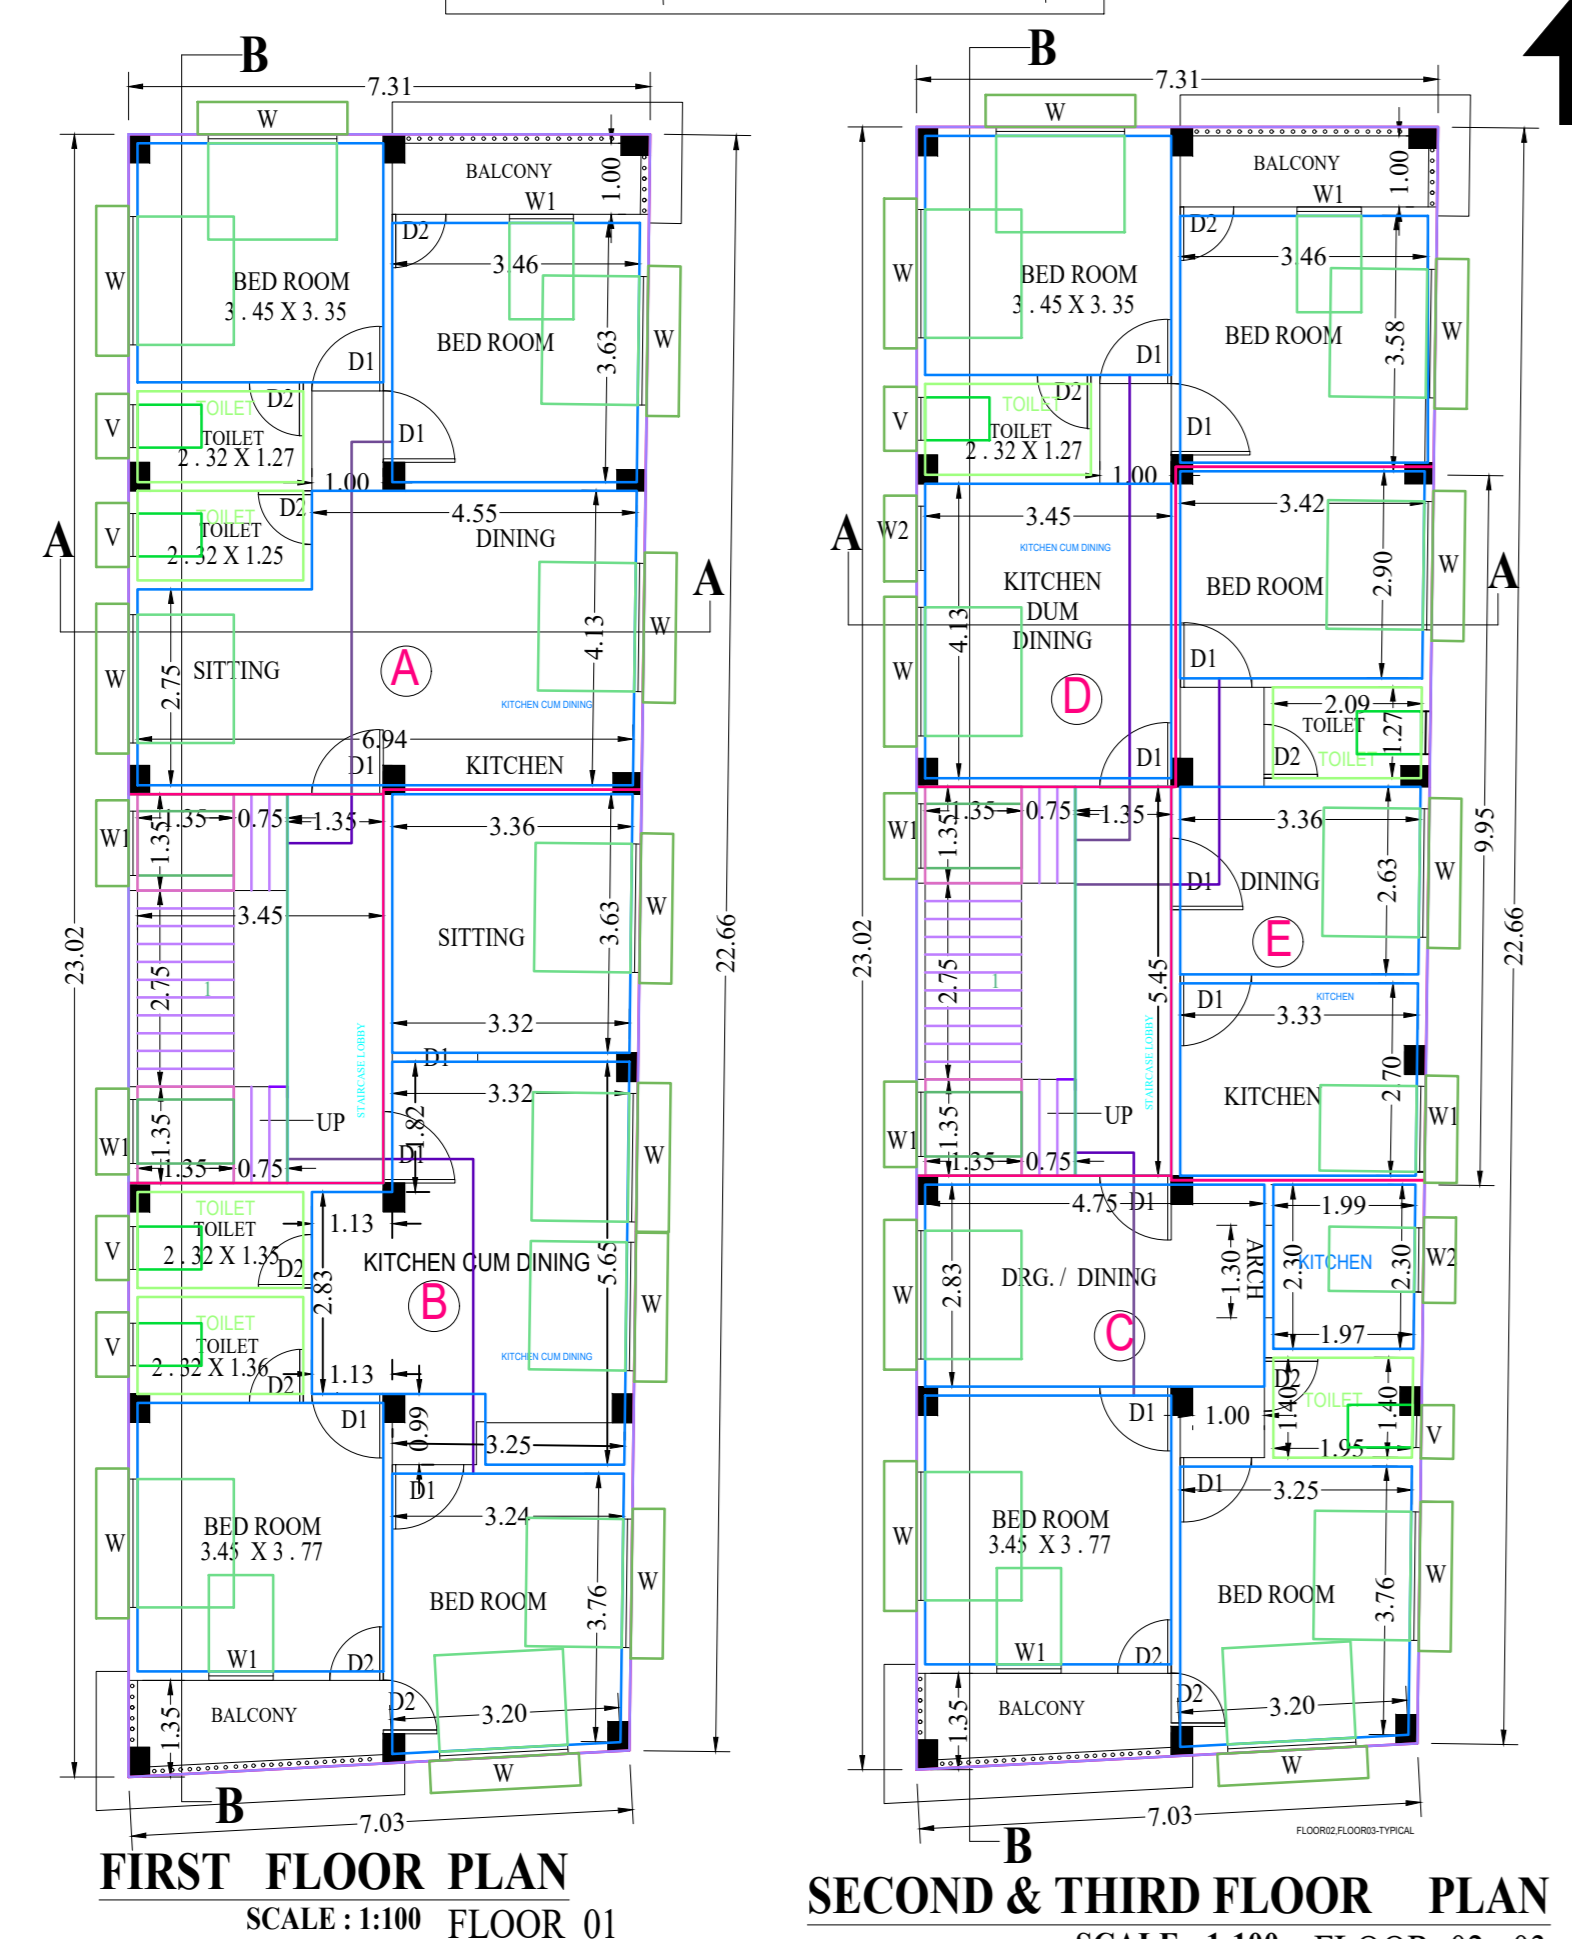 B
7.31
W
BALCONY
1.00
W1
D2
3.46
W
BED ROOM
3 . 45 X 3. 35
BED ROOM
3.63
W
D1
TOILET
D2
V
TOILET
2 . 32 X 1.27
D1
1.00
4.55
D2
TOILET
V
TOILET
2 . 32 X 1.25
DINING
A
A
W
SITTING
2.75
A
4.13
W
KITCHEN CUM DINING
6.94
D1
KITCHEN
1.35
0.75
1.35
1.35
W1
3.36
3.45
SITTING
3.63
W
23.02
22.66
2.75
1
STAIRCASE LOBBY
3.32
D1
3.32
1.82
UP
D1
1.35
W1
1.35
0.75
W
TOILET
TOILET
2 . 32 X 1.35
V
D2
1.13
2.83
KITCHEN CUM DINING
5.65
B
W
TOILET
TOILET
2 . 32 X 1.36
V
D2
KITCHEN CUM DINING
1.13
D1
0.99
3.25
D1
3.24
BED ROOM
3.45 X 3 . 77
W
BED ROOM
3.76
W
W1
D2
BALCONY
1.35
D2
3.20
W
B
7.03
FIRST FLOOR PLAN
SCALE : 1:100 FLOOR 01
B
7.31
W
BALCONY
1.00
W1
D2
3.46
W
BED ROOM
3 . 45 X 3. 35
BED ROOM
3.58
W
D1
TOILET
D2
V
TOILET
2 . 32 X 1.27
D1
1.00
3.45
3.42
W2
KITCHEN CUM DINING
A
A
KITCHEN
DUM
DINING
BED ROOM
2.90
W
4.13
W
D1
D
2.09
TOILET
1.27
TOILET
D2
D1
1.35
0.75
1.35
1.35
W1
3.36
9.95
D1
DINING
2.63
W
E
23.02
22.66
2.75
1
5.45
STAIRCASE LOBBY
D1
KITCHEN
3.33
2.70
KITCHEN
W1
UP
1.35
W1
1.35
0.75
4.75
D1
1.99
2.83
DRG. / DINING
1.30
ARCH
2.30
KITCHEN
2.30
W2
W
C
1.97
D2
1.40
TOILET
1.40
D1
1.00
1.95
V
D1
3.25
BED ROOM
3.45 X 3 . 77
W
BED ROOM
3.76
W
W1
D2
BALCONY
1.35
D2
3.20
W
7.03
FLOOR02,FLOOR03-TYPICAL
B
SECOND & THIRD FLOOR PLAN
SCALE : 1:100 FLOOR 02, 03